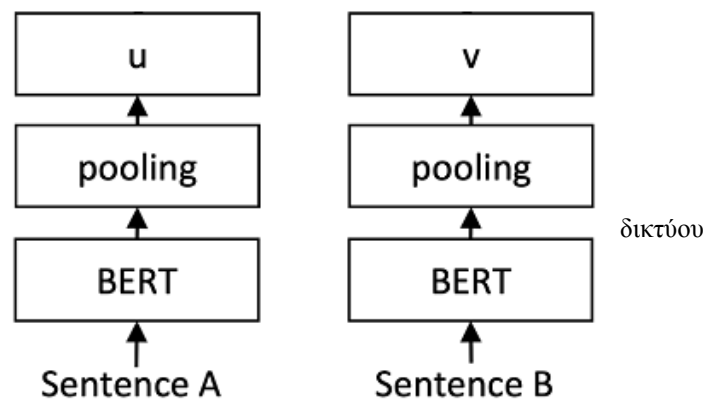 u v
pooling pooling
δικτύου
BERT BERT
Sentence A Sentence B